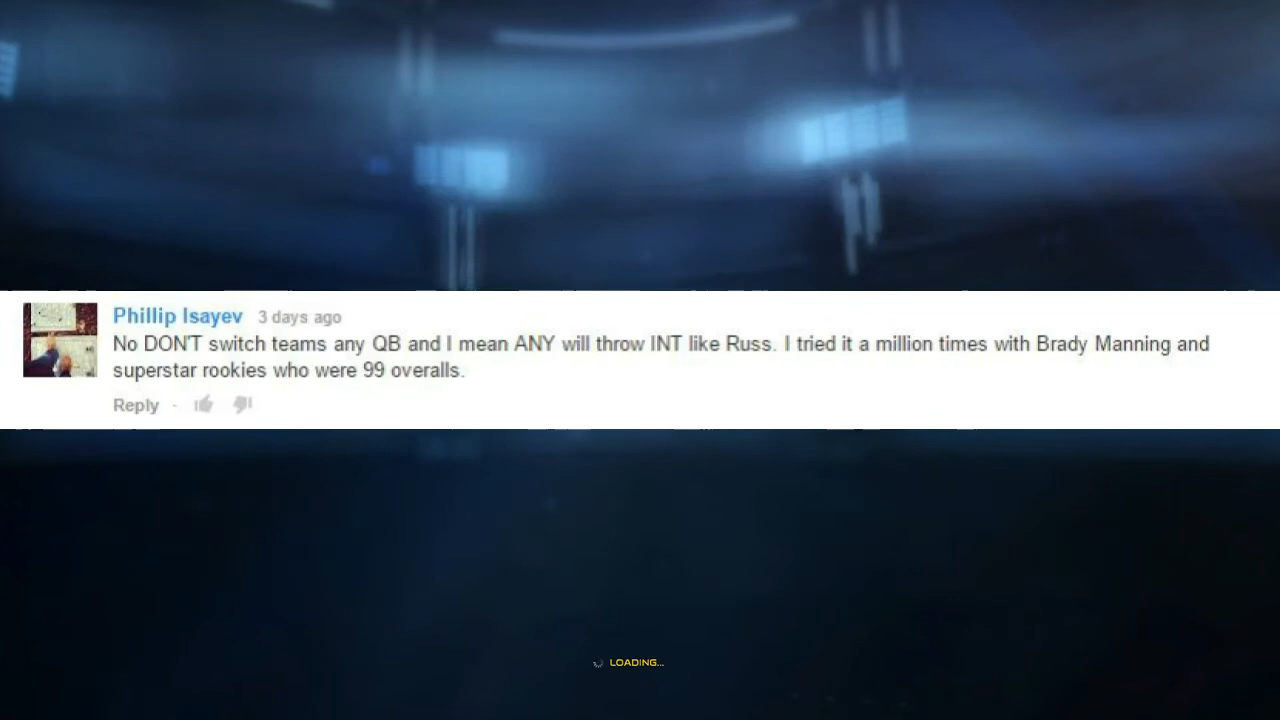 Phillip Isayev 3 days ago
No DON'T switch teams any QB and I mean ANY will throw INT like Russ. I tried it a million times with Brady Manning and
superstar rookies who were 99 overalls.
Reply ·
LOADING...